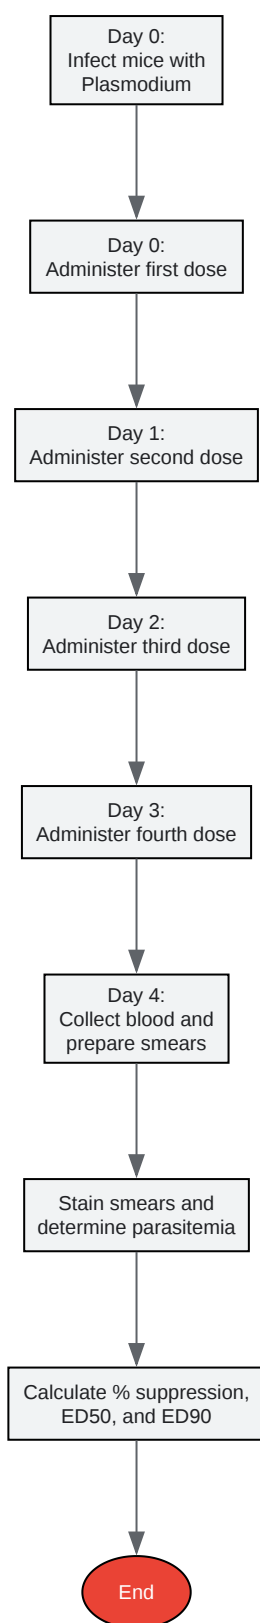 Day 0:
Infect mice with
Plasmodium
Day 0:
Administer first dose
Day 1:
Administer second dose
Day 2:
Administer third dose
Day 3:
Administer fourth dose
Day 4:
Collect blood and
prepare smears
Stain smears and
determine parasitemia
Calculate % suppression,
ED50, and ED90
End